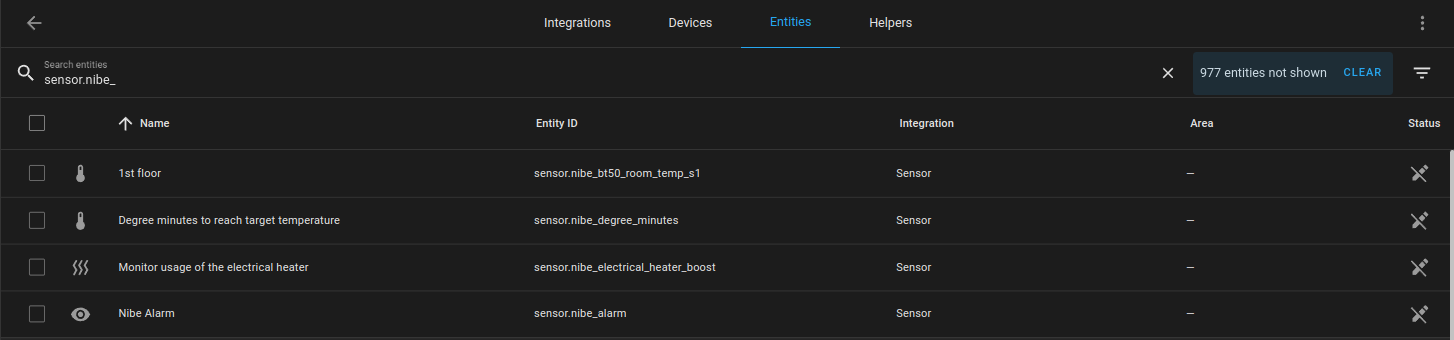 Integrations Devices Entities Helpers
Search entities
sensor.nibe_
977 entities not shown CLEAR
Name Entity ID Integration Area Status
1st floor sensor.nibe_bt50_room_temp_s1 Sensor —
Degree minutes to reach target temperature sensor.nibe_degree_minutes Sensor —
Monitor usage of the electrical heater sensor.nibe_electrical_heater_boost Sensor —
Nibe Alarm sensor.nibe_alarm Sensor —